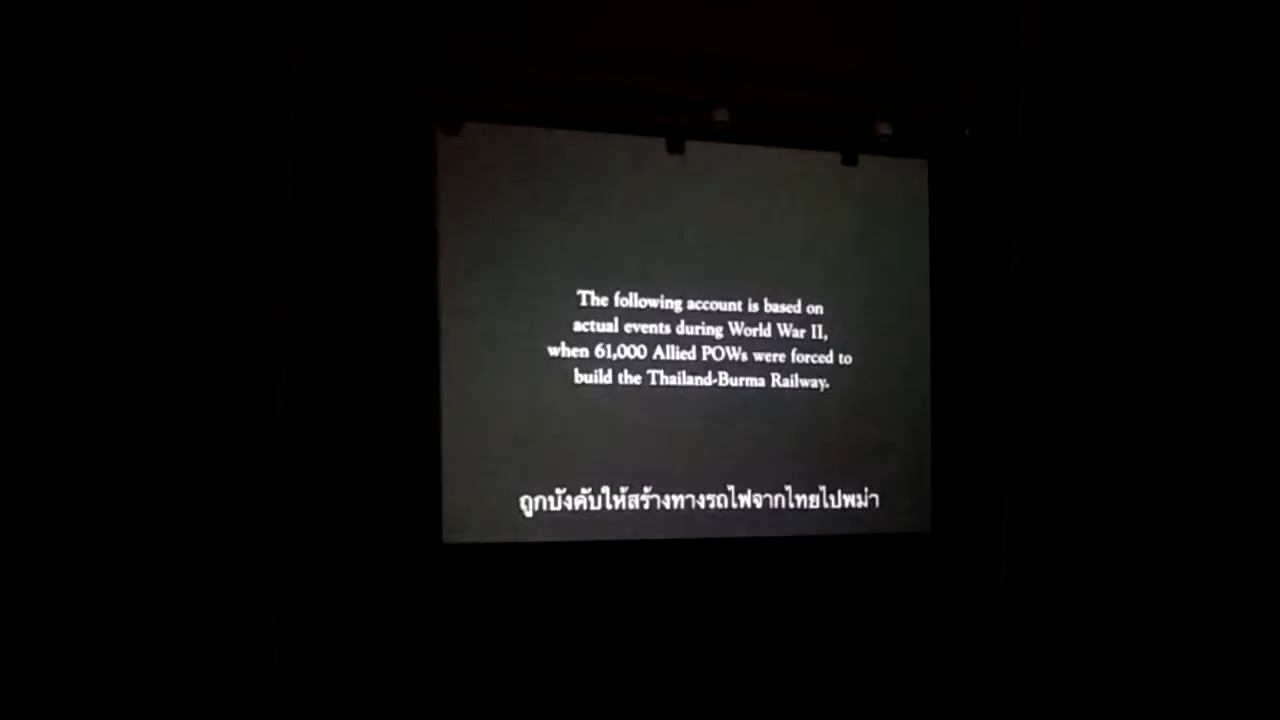 The following account is based on
actual events during World War II,
when 61,000 Allied POWs were forced to
build the Thailand-Burma Railway.
ถูกบังคับให้สร้างทางรถไฟจากไทยไปพม่า